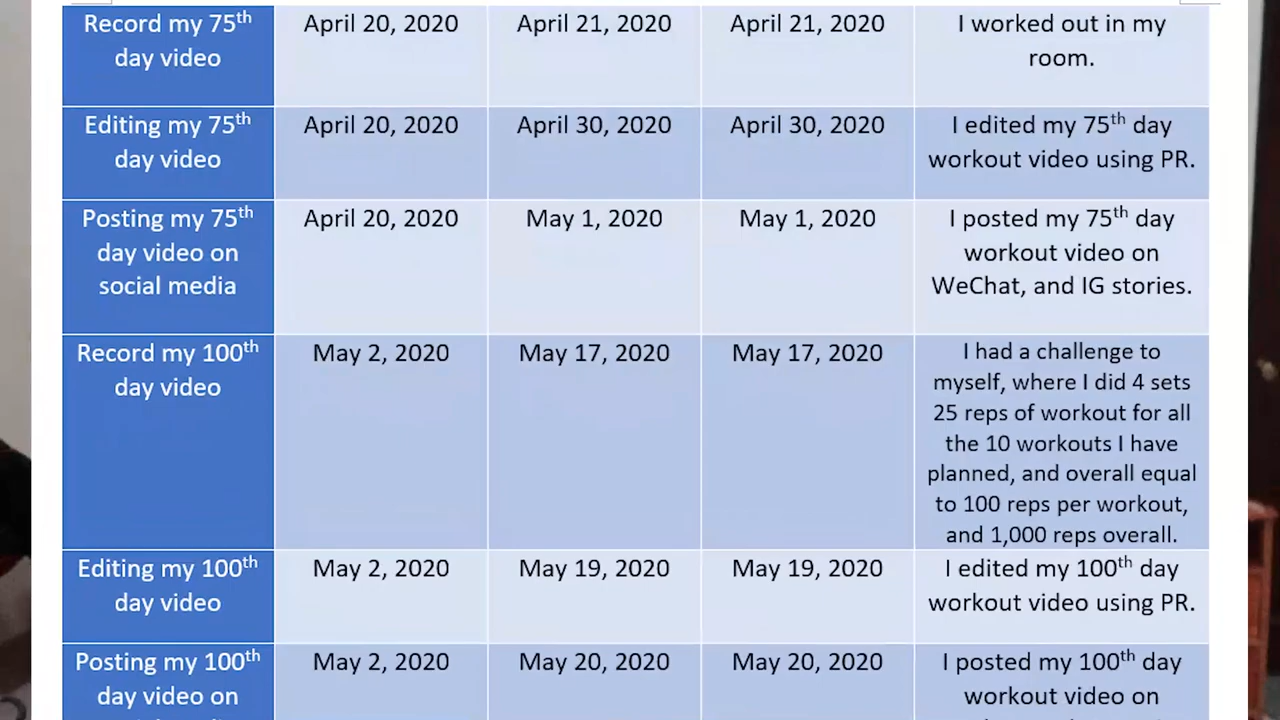 Record my 75th
day video
April 20, 2020
April 21, 2020
April 21, 2020
I worked out in my
room.
Editing my 75th
day video
April 20, 2020
April 30, 2020
April 30, 2020
I edited my 75th day
workout video using PR.
Posting my 75th
day video on
social media
April 20, 2020
May 1, 2020
May 1, 2020
I posted my 75th day
workout video on
WeChat, and IG stories.
Record my 100th
day video
May 2, 2020
May 17, 2020
May 17, 2020
I had a challenge to
myself, where I did 4 sets
25 reps of workout for all
the 10 workouts I have
planned, and overall equal
to 100 reps per workout,
and 1,000 reps overall.
Editing my 100th
day video
May 2, 2020
May 19, 2020
May 19, 2020
I edited my 100th day
workout video using PR.
Posting my 100th
day video on
May 2, 2020
May 20, 2020
May 20, 2020
I posted my 100th day
workout video on